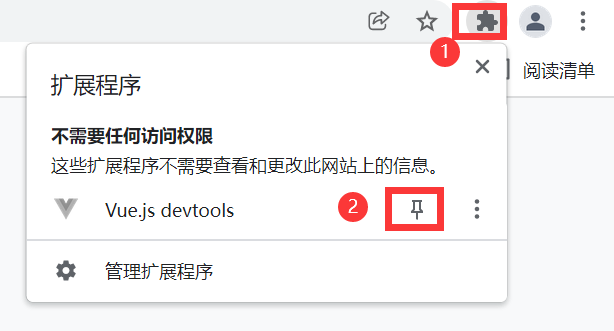 1
阅读清单
扩展程序
不需要任何访问权限
这些扩展程序不需要查看和更改此网站上的信息。
Vue.js devtools
2
管理扩展程序